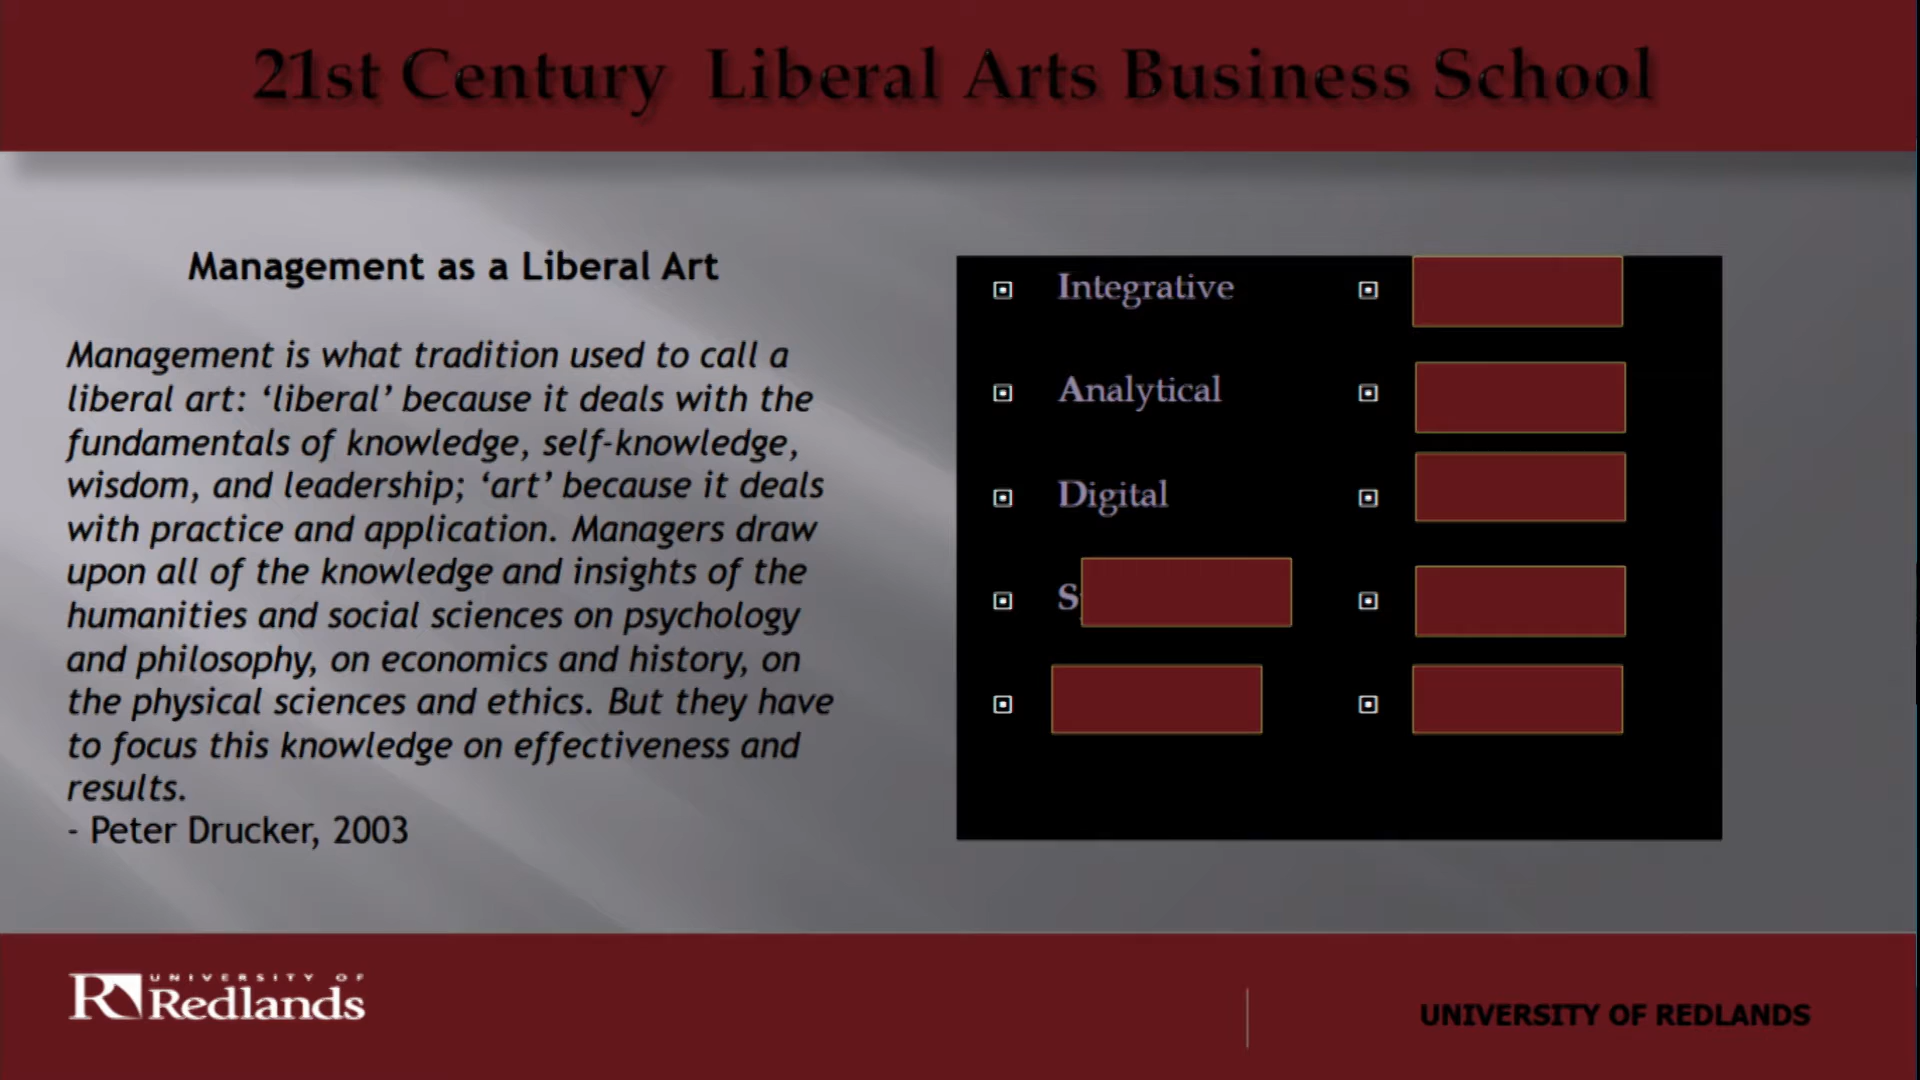 21st Century Liberal Arts Business School
Management as a Liberal Art
Management is what tradition used to call a
liberal art: ‘liberal’ because it deals with the
fundamentals of knowledge, self-knowledge,
wisdom, and leadership; ‘art’ because it deals
with practice and application. Managers draw
upon all of the knowledge and insights of the
humanities and social sciences on psychology
and philosophy, on economics and history, on
the physical sciences and ethics. But they have
to focus this knowledge on effectiveness and
results.
- Peter Drucker, 2003
Integrative
Analytical
Digital
UNIVERSITY OF
Redlands
UNIVERSITY OF REDLANDS